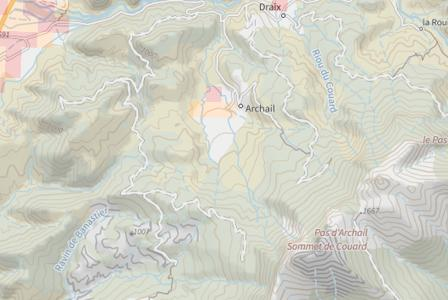 Draix
la Rou
691
Riou du Couard
Archail
le Pas
1667
Pas d'Archail
Sommet de Couard
1007
Ravin de Banastier